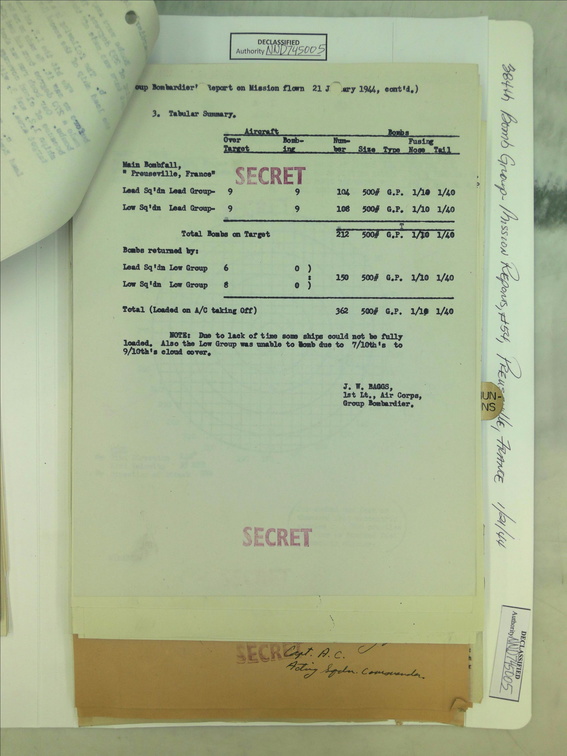 DECLASSIFIED
Authority NND745005
oup Bombardier' Report on Mission flown 21 J ary 1944, cont'd.)
3. Tabular Summary.
Aircraft Bombs
Over Bomb- Num- Fusing
Target ing ber Size Type Nose Tail
Main Bombfall,
" Preuseville, France"
SECRET
Lead Sq'dn Lead Group- 9 9 104 500# G.P. 1/10 1/40
Low Sq'dn Lead Group- 9 9 108 500# G.P. 1/10 1/40
Total Bombs on Target 212 500# G.P. 1/10 1/40
Bombs returned by:
Lead Sq'dn Low Group 6 0 )
: 150 500# G.P. 1/10 1/40
Low Sq'dn Low Group 8 0 )
Total (Loaded on A/C taking Off) 362 500# G.P. 1/10 1/40
NOTE: Due to lack of time some ships could not be fully
loaded. Also the Low Group was unable to Bomb due to 7/10th's to
9/10th's cloud cover.
J. W. BAGGS,
1st Lt., Air Corps,
Group Bombardier.
SECRET
SECRET
Capt. A.C.
Acting Sqdn. Commander.
384th Bomb Group - Mission Reports, #54, France 1/21/44
UN-
NS
DECLASSIFIED
Authority NND745005